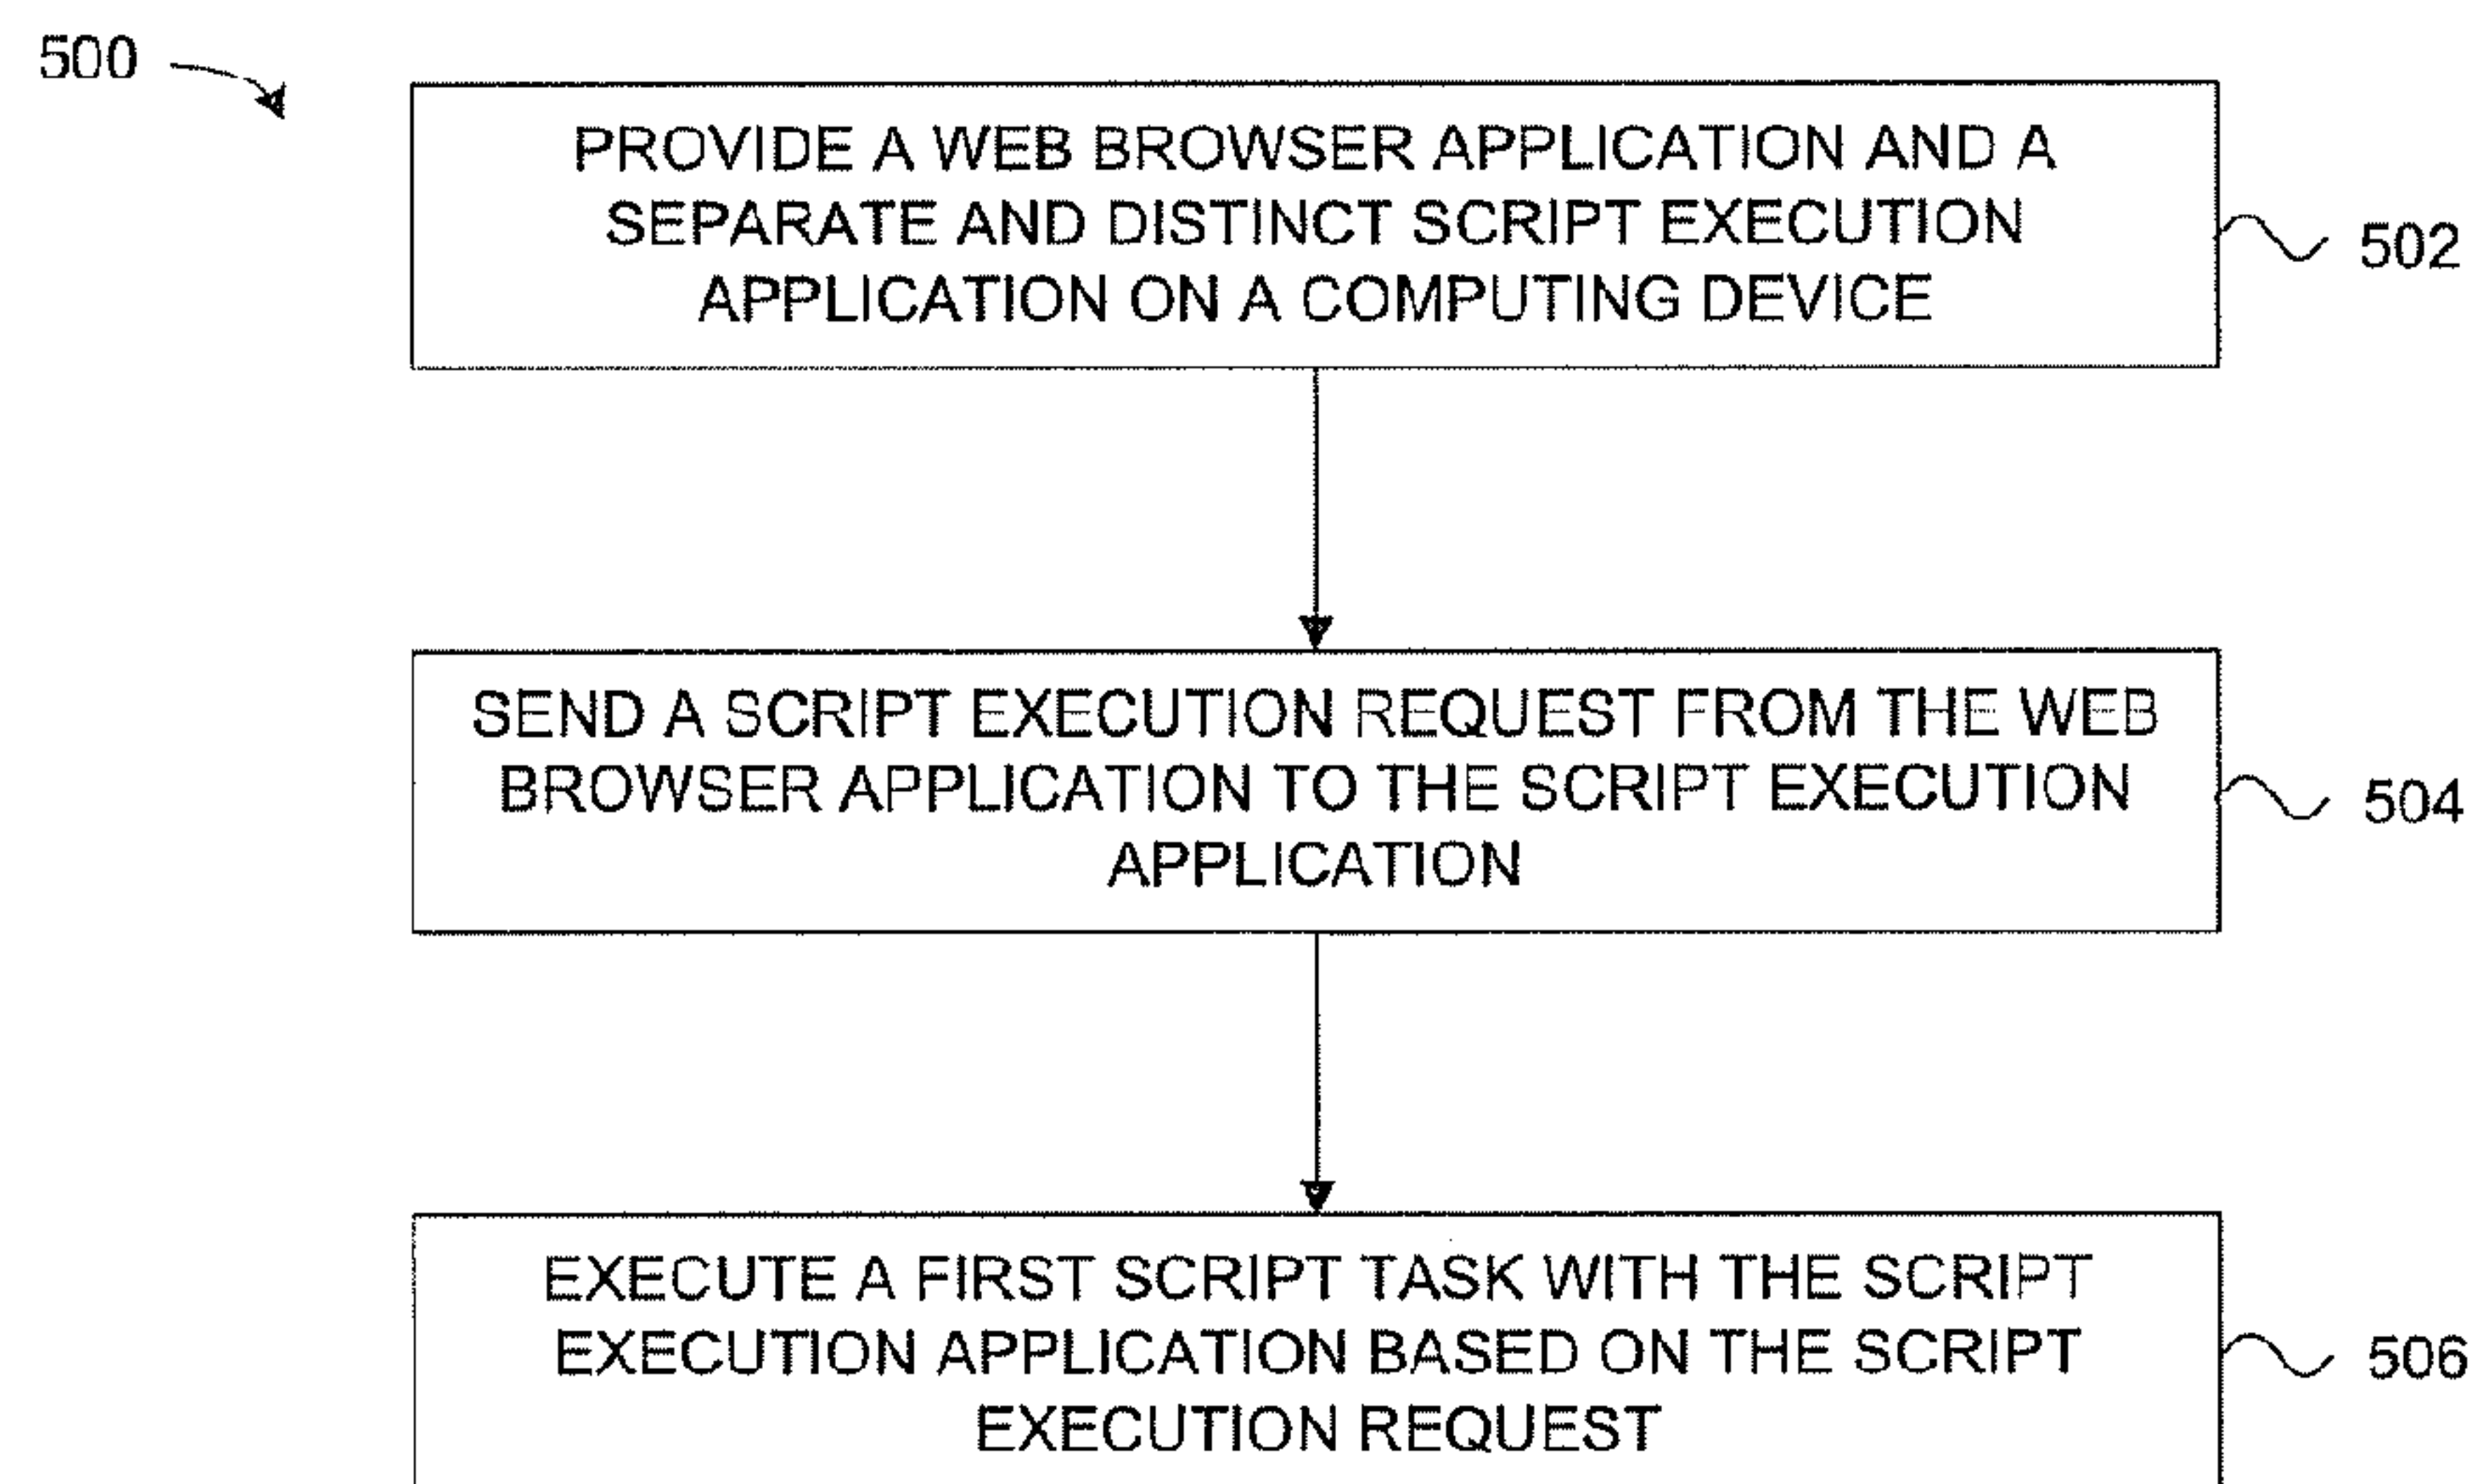 500
PROVIDE A WEB BROWSER APPLICATION AND A
SEPARATE AND DISTINCT SCRIPT EXECUTION
APPLICATION ON A COMPUTING DEVICE
502
SEND A SCRIPT EXECUTION REQUEST FROM THE WEB
BROWSER APPLICATION TO THE SCRIPT EXECUTION
APPLICATION
504
EXECUTE A FIRST SCRIPT TASK WITH THE SCRIPT
EXECUTION APPLICATION BASED ON THE SCRIPT
EXECUTION REQUEST
506